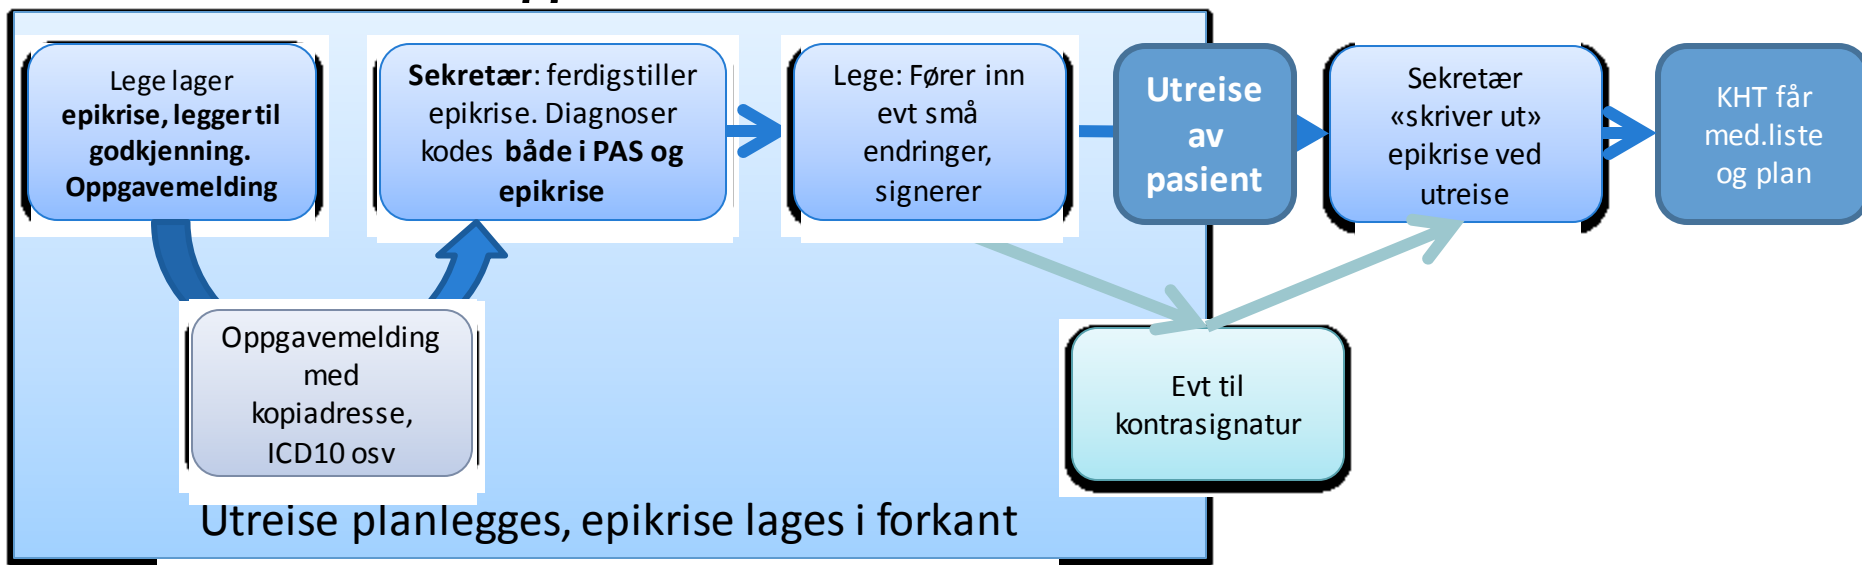 Lege lager
epikrise, legger til
godkjenning.
Oppgavemelding
Sekretær: ferdigstiller
epikrise. Diagnoser
kodes både i PAS og
epikrise
Lege: Fører inn
evt små
endringer,
signerer
Utreise
av
pasient
Sekretær
«skriver ut»
epikrise ved
utreise
KHT får
med.liste
og plan
Oppgavemelding
med
kopiadresse,
ICD10 osv
Evt til
kontrasignatur
Utreise planlegges, epikrise lages i forkant